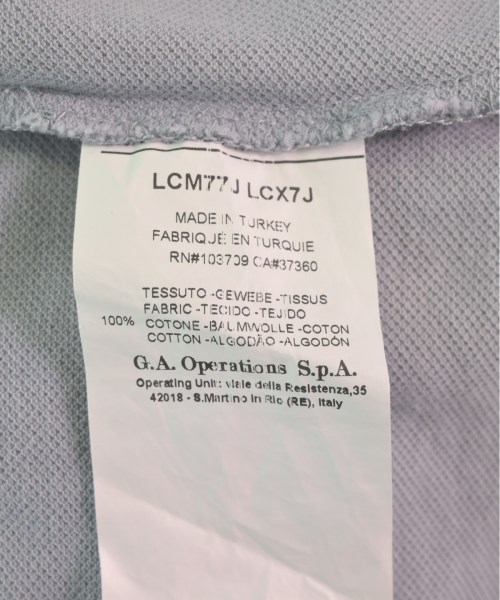 LCM77J LCX7J
MADE IN TURKEY
FABRIQUÉ EN TURQUIE
RN#103709 CA#37360
TESSUTO -GEWEBE -TISSUS
FABRIC -TECIDO -TEJIDO
100% COTONE -BAUMWOLLE -COTON
COTTON -ALGODÃO -ALGODÓN
G.A. Operations S.p.A.
Operating Unit: viale della Resistenza,35
42018 - S.Martino in Rio (RE), Italy